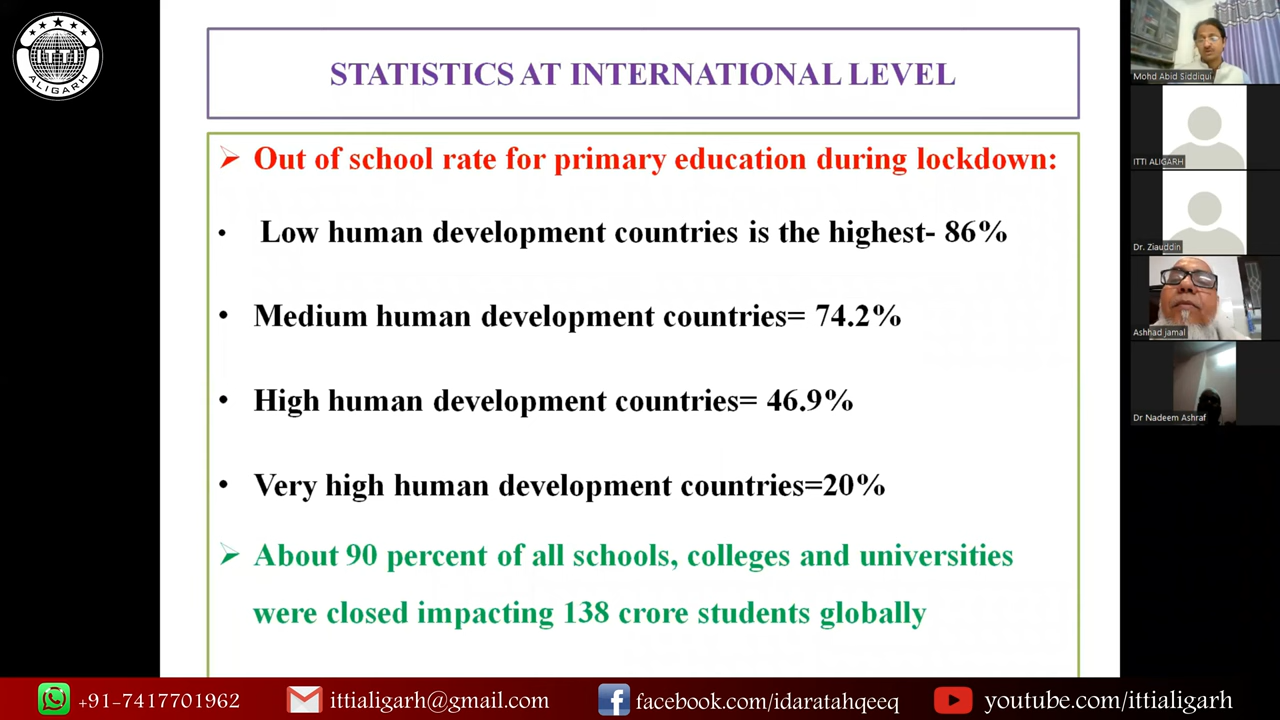 ITTI
ALIGARH
STATISTICS AT INTERNATIONAL LEVEL
➢ Out of school rate for primary education during lockdown:
• Low human development countries is the highest- 86%
• Medium human development countries= 74.2%
• High human development countries= 46.9%
• Very high human development countries=20%
➢ About 90 percent of all schools, colleges and universities
were closed impacting 138 crore students globally
Mohd Abid Siddiqui
ITTI ALIGARH
Dr. Ziauddin
Ashhad jamal
Dr Nadeem Ashraf
+91-7417701962
ittialigarh@gmail.com
facebook.com/idaratahqeeq
youtube.com/ittialigarh